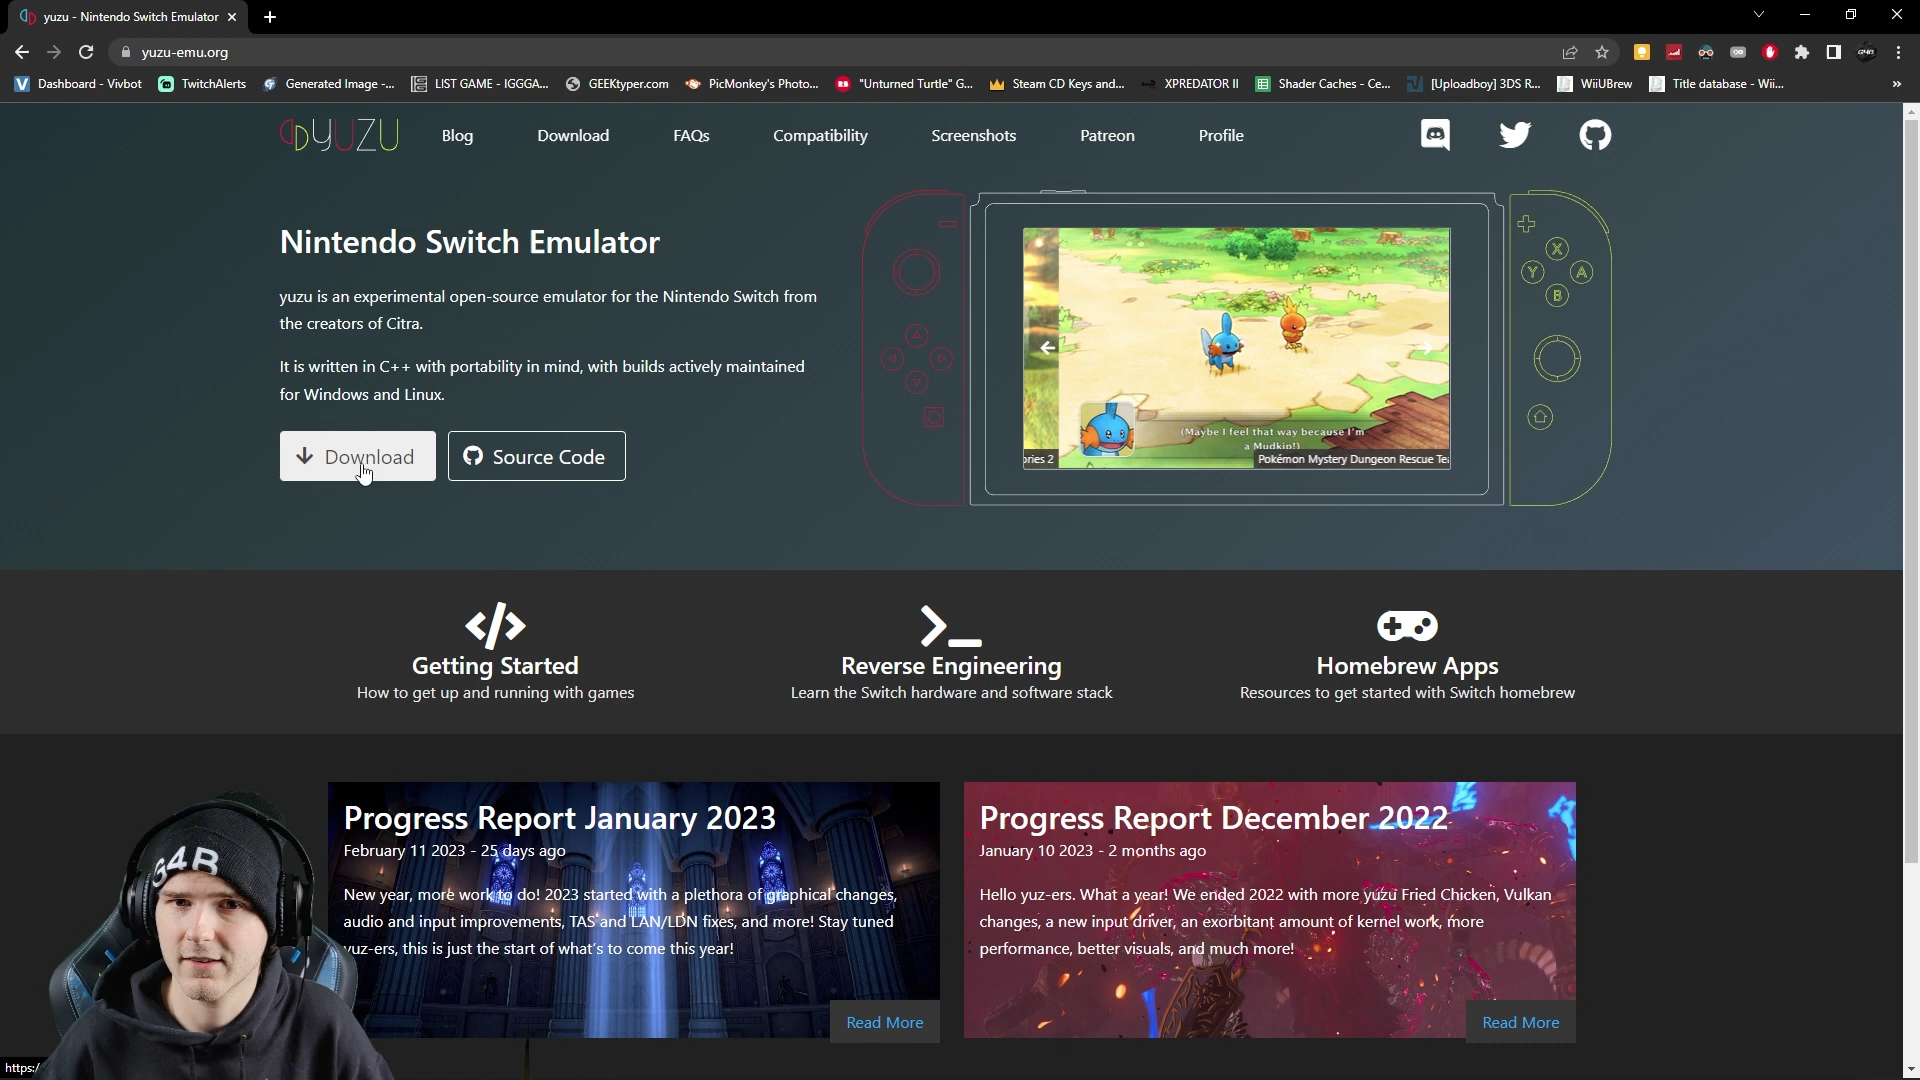 yuzu - Nintendo Switch Emulator
yuzu-emu.org
Dashboard - Vivbot
TwitchAlerts
Generated Image -...
LIST GAME - IGGGA...
GEEKtyper.com
PicMonkey's Photo...
"Unturned Turtle" G...
Steam CD Keys and...
XPREDATOR II
Shader Caches - Ce...
[Uploadboy] 3DS R...
WiiUBrew
Title database - Wii...
YUZU
Blog
Download
FAQs
Compatibility
Screenshots
Patreon
Profile
Nintendo Switch Emulator
yuzu is an experimental open-source emulator for the Nintendo Switch from
the creators of Citra.
It is written in C++ with portability in mind, with builds actively maintained
for Windows and Linux.
Download
Source Code
X
Y
A
B
(Maybe I feel that way because I'm
a Mudkip!)
ories 2
Pokémon Mystery Dungeon Rescue Te
Getting Started
How to get up and running with games
Reverse Engineering
Learn the Switch hardware and software stack
Homebrew Apps
Resources to get started with Switch homebrew
Progress Report January 2023
February 11 2023 - 25 days ago
New year, more work to do! 2023 started with a plethora of graphical changes,
audio and input improvements, TAS and LAN/LDN fixes, and more! Stay tuned
yuz-ers, this is just the start of what's to come this year!
Read More
Progress Report December 2022
January 10 2023 - 2 months ago
Hello yuz-ers. What a year! We ended 2022 with more yuzu Fried Chicken, Vulkan
changes, a new input driver, an exorbitant amount of kernel work, more
performance, better visuals, and much more!
Read More
G4B
https:/